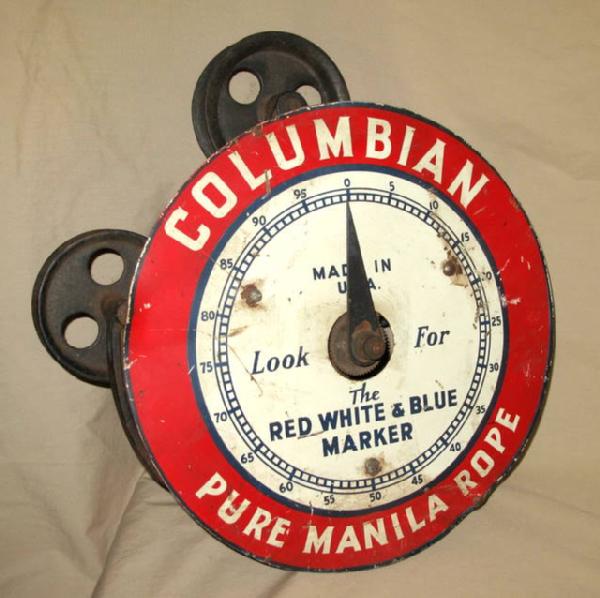 COLUMBIAN
0 5 10 15 20 25 30 35 40 45 50 55 60 65 70 75 80 85 90 95
MADE IN
U.S.A.
Look For
The
RED WHITE & BLUE
MARKER
PURE MANILA ROPE